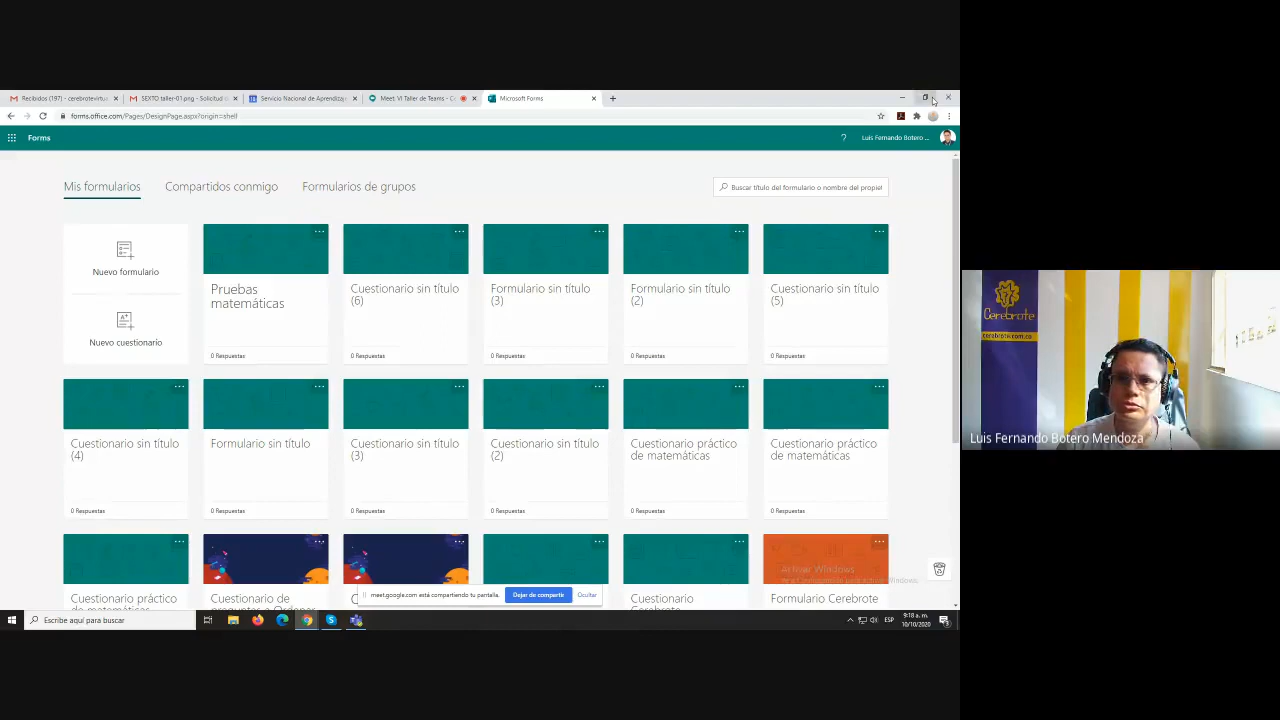 Recibidos (197) - cerebrotevirtu
SEXTO taller-01.png - Solicitud d
Servicio Nacional de Aprendizaj
Meet: VI Taller de Teams - C
Microsoft Forms
forms.office.com/Pages/DesignPage.aspx?origin=shelf
Forms
?
Luis Fernando Botero ...
Mis formularios
Compartidos conmigo
Formularios de grupos
Buscar título del formulario o nombre del propiet
Nuevo formulario
Nuevo cuestionario
Pruebas
matemáticas
0 Respuestas
Cuestionario sin título
(6)
0 Respuestas
Formulario sin título
(3)
0 Respuestas
Formulario sin título
(2)
0 Respuestas
Cuestionario sin título
(5)
0 Respuestas
Cuestionario sin título
(4)
0 Respuestas
Formulario sin título
0 Respuestas
Cuestionario sin título
(3)
0 Respuestas
Cuestionario sin título
(2)
0 Respuestas
Cuestionario práctico
de matemáticas
0 Respuestas
Cuestionario práctico
de matemáticas
0 Respuestas
Cuestionario práctico
de matemáticas
Cuestionario de
preguntas a Ordenar
Cuestionario
Cerebrote
Formulario Cerebrote
Activar Windows
meet.google.com está compartiendo tu pantalla.
Dejar de compartir
Ocultar
Escribe aquí para buscar
ESP
9:18 a. m.
10/10/2020
Cerebrote
cerebrote.com.co
Luis Fernando Botero Mendoza